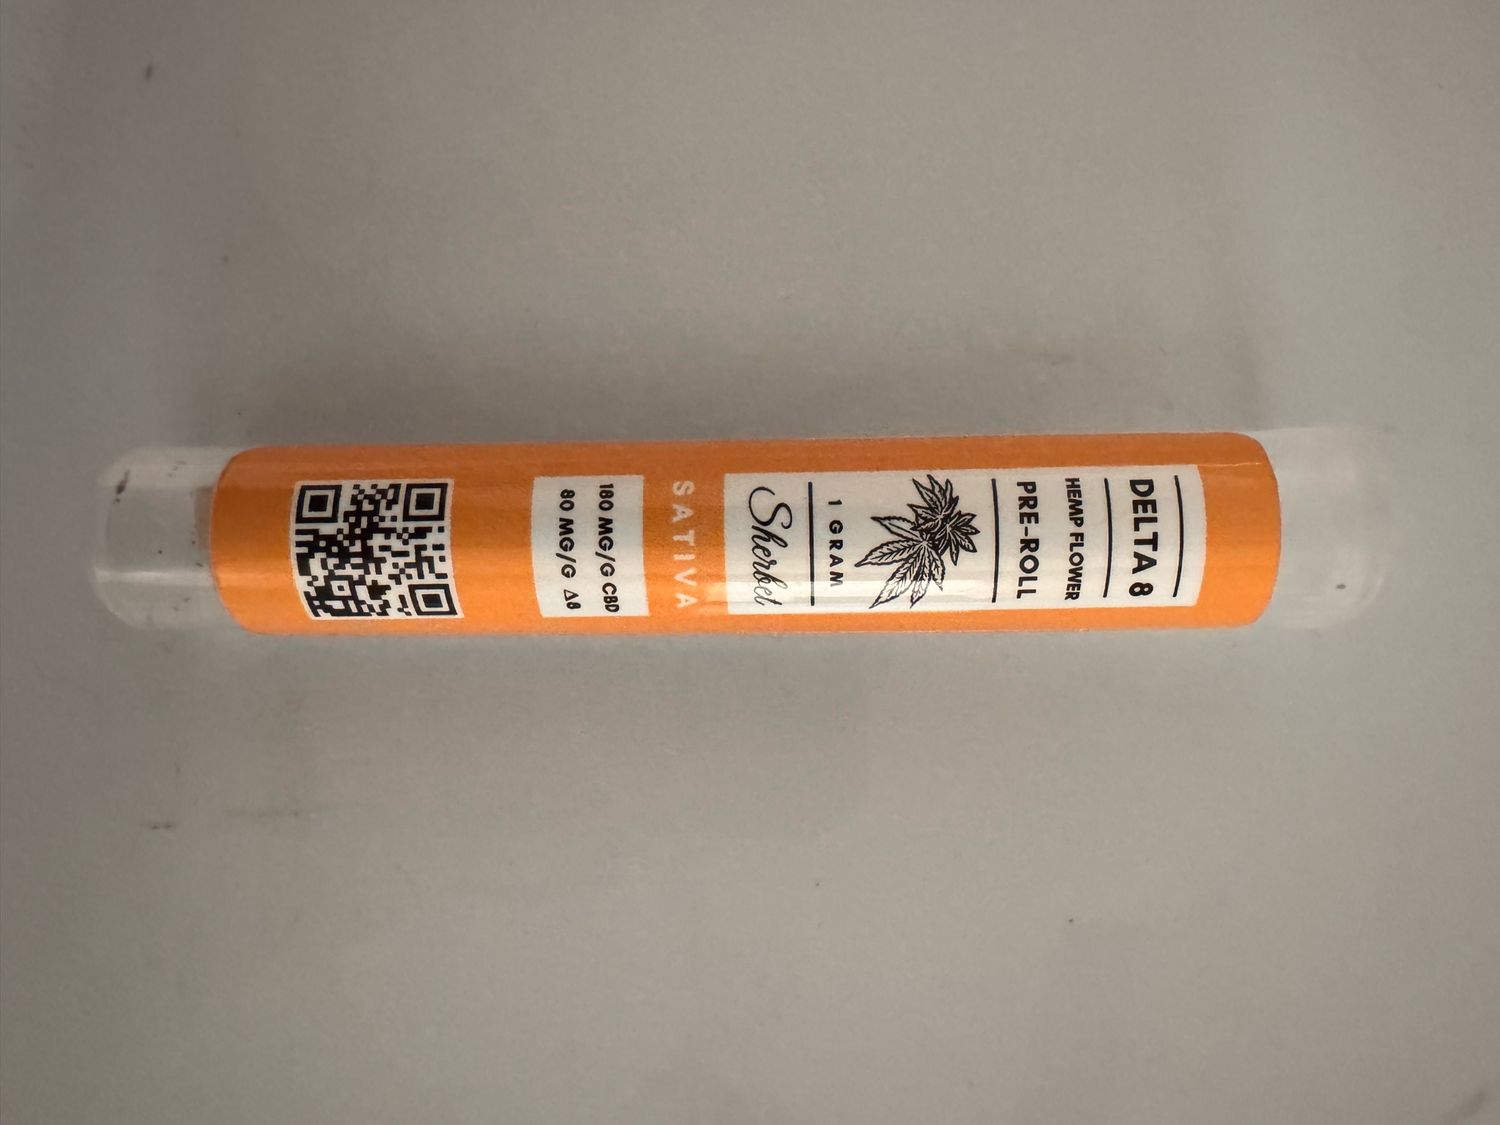 DELTA 8
HEMP FLOWER
PRE-ROLL
1 GRAM
Sherbet
SATIVA
180 MG/G CBD
80 MG/G Δ8